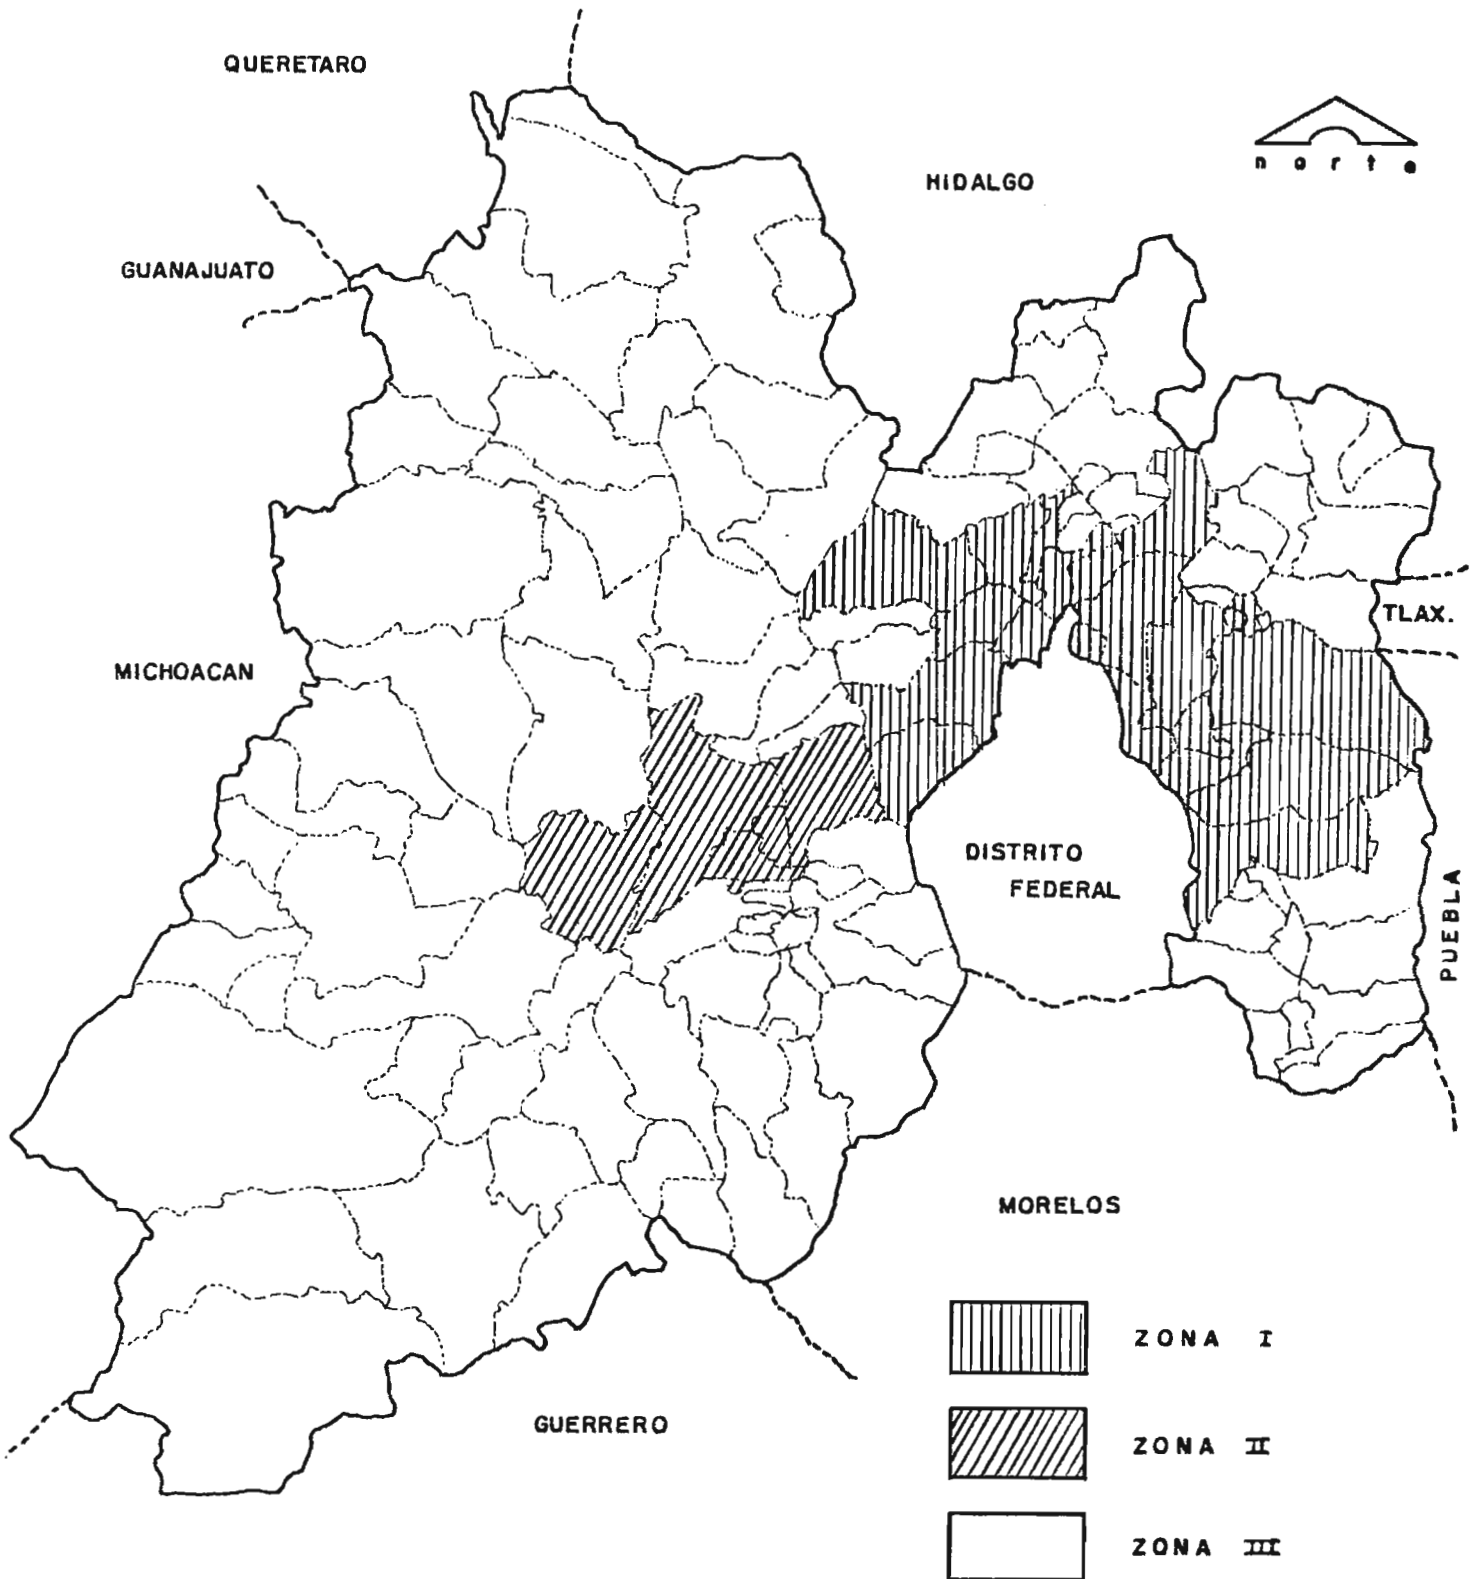 QUERETARO
norte
HIDALGO
GUANAJUATO
TLAX.
MICHOACAN
DISTRITO
FEDERAL
PUEBLA
MORELOS
ZONA I
GUERRERO
ZONA II
ZONA III